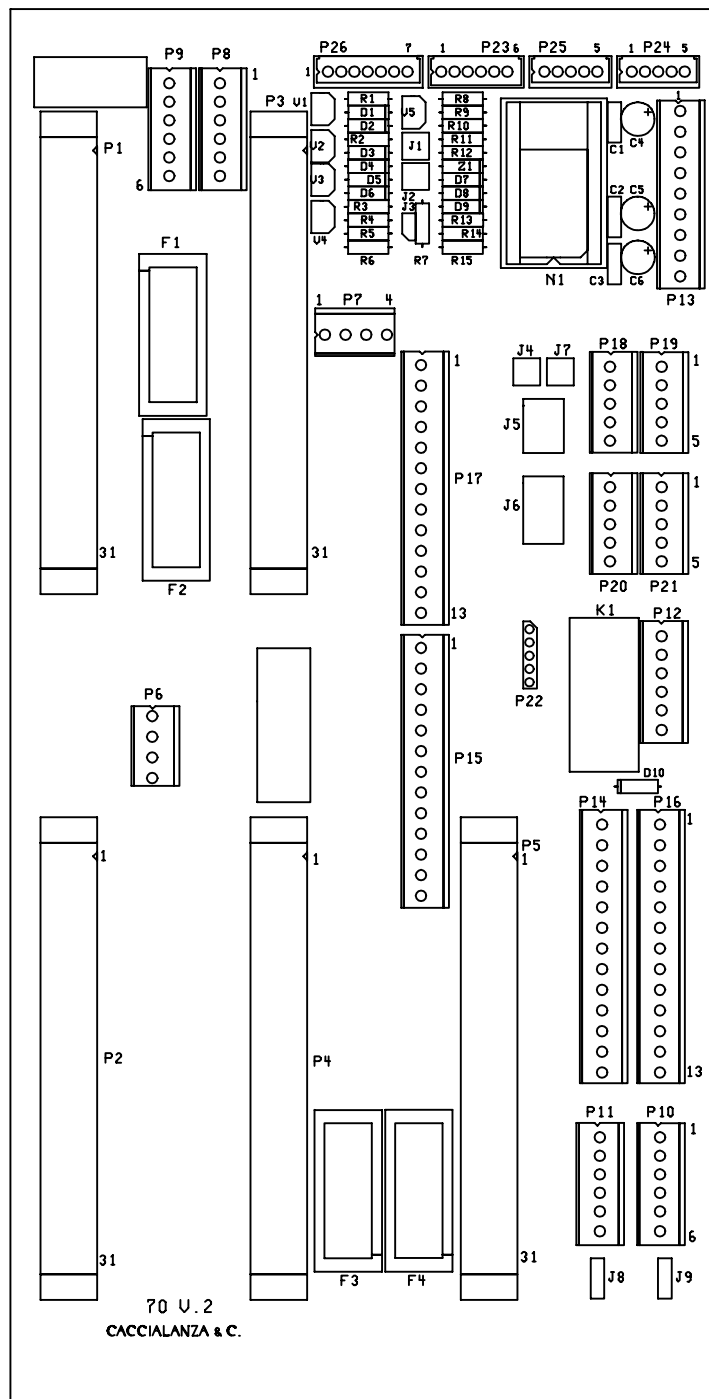 P26 7 1 P23 6 P25 5 1 P24 5
P9 P8
1
1
P3
V1
R1
D1
D2
R2
D3
D4
D5
D6
R3
R4
R5
R6
V2
V3
V4
V5
J1
J2
J3
R7
R8
R9
R10
R11
R12
Z1
D7
D8
D9
R13
R14
R15
C1 C4
C2 C5
C3 C6
N1
1
P13
P1
6
F1
1 P7 4
1
J4 J7 P18 P19
1
J5
5
P17
J6
1
5
31
31
F2
P20 P21
13
K1 P12
1
P22
P6
P15
D10
P14 P16
1
1
1
P5
1
P2
P4
13
P11 P10
1
6
31
31
F3 F4
J8 J9
70 V.2
CACCIALANZA & C.